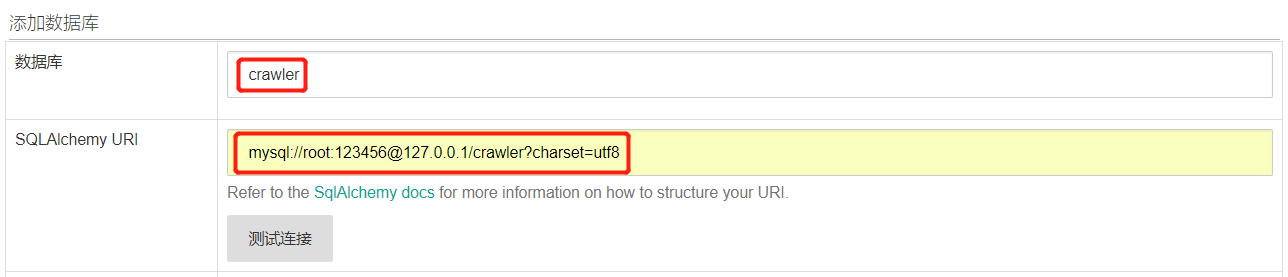 添加数据库
数据库
crawler
SQLAlchemy URI
mysql://root:123456@127.0.0.1/crawler?charset=utf8
Refer to the SqlAlchemy docs for more information on how to structure your URI.
测试连接